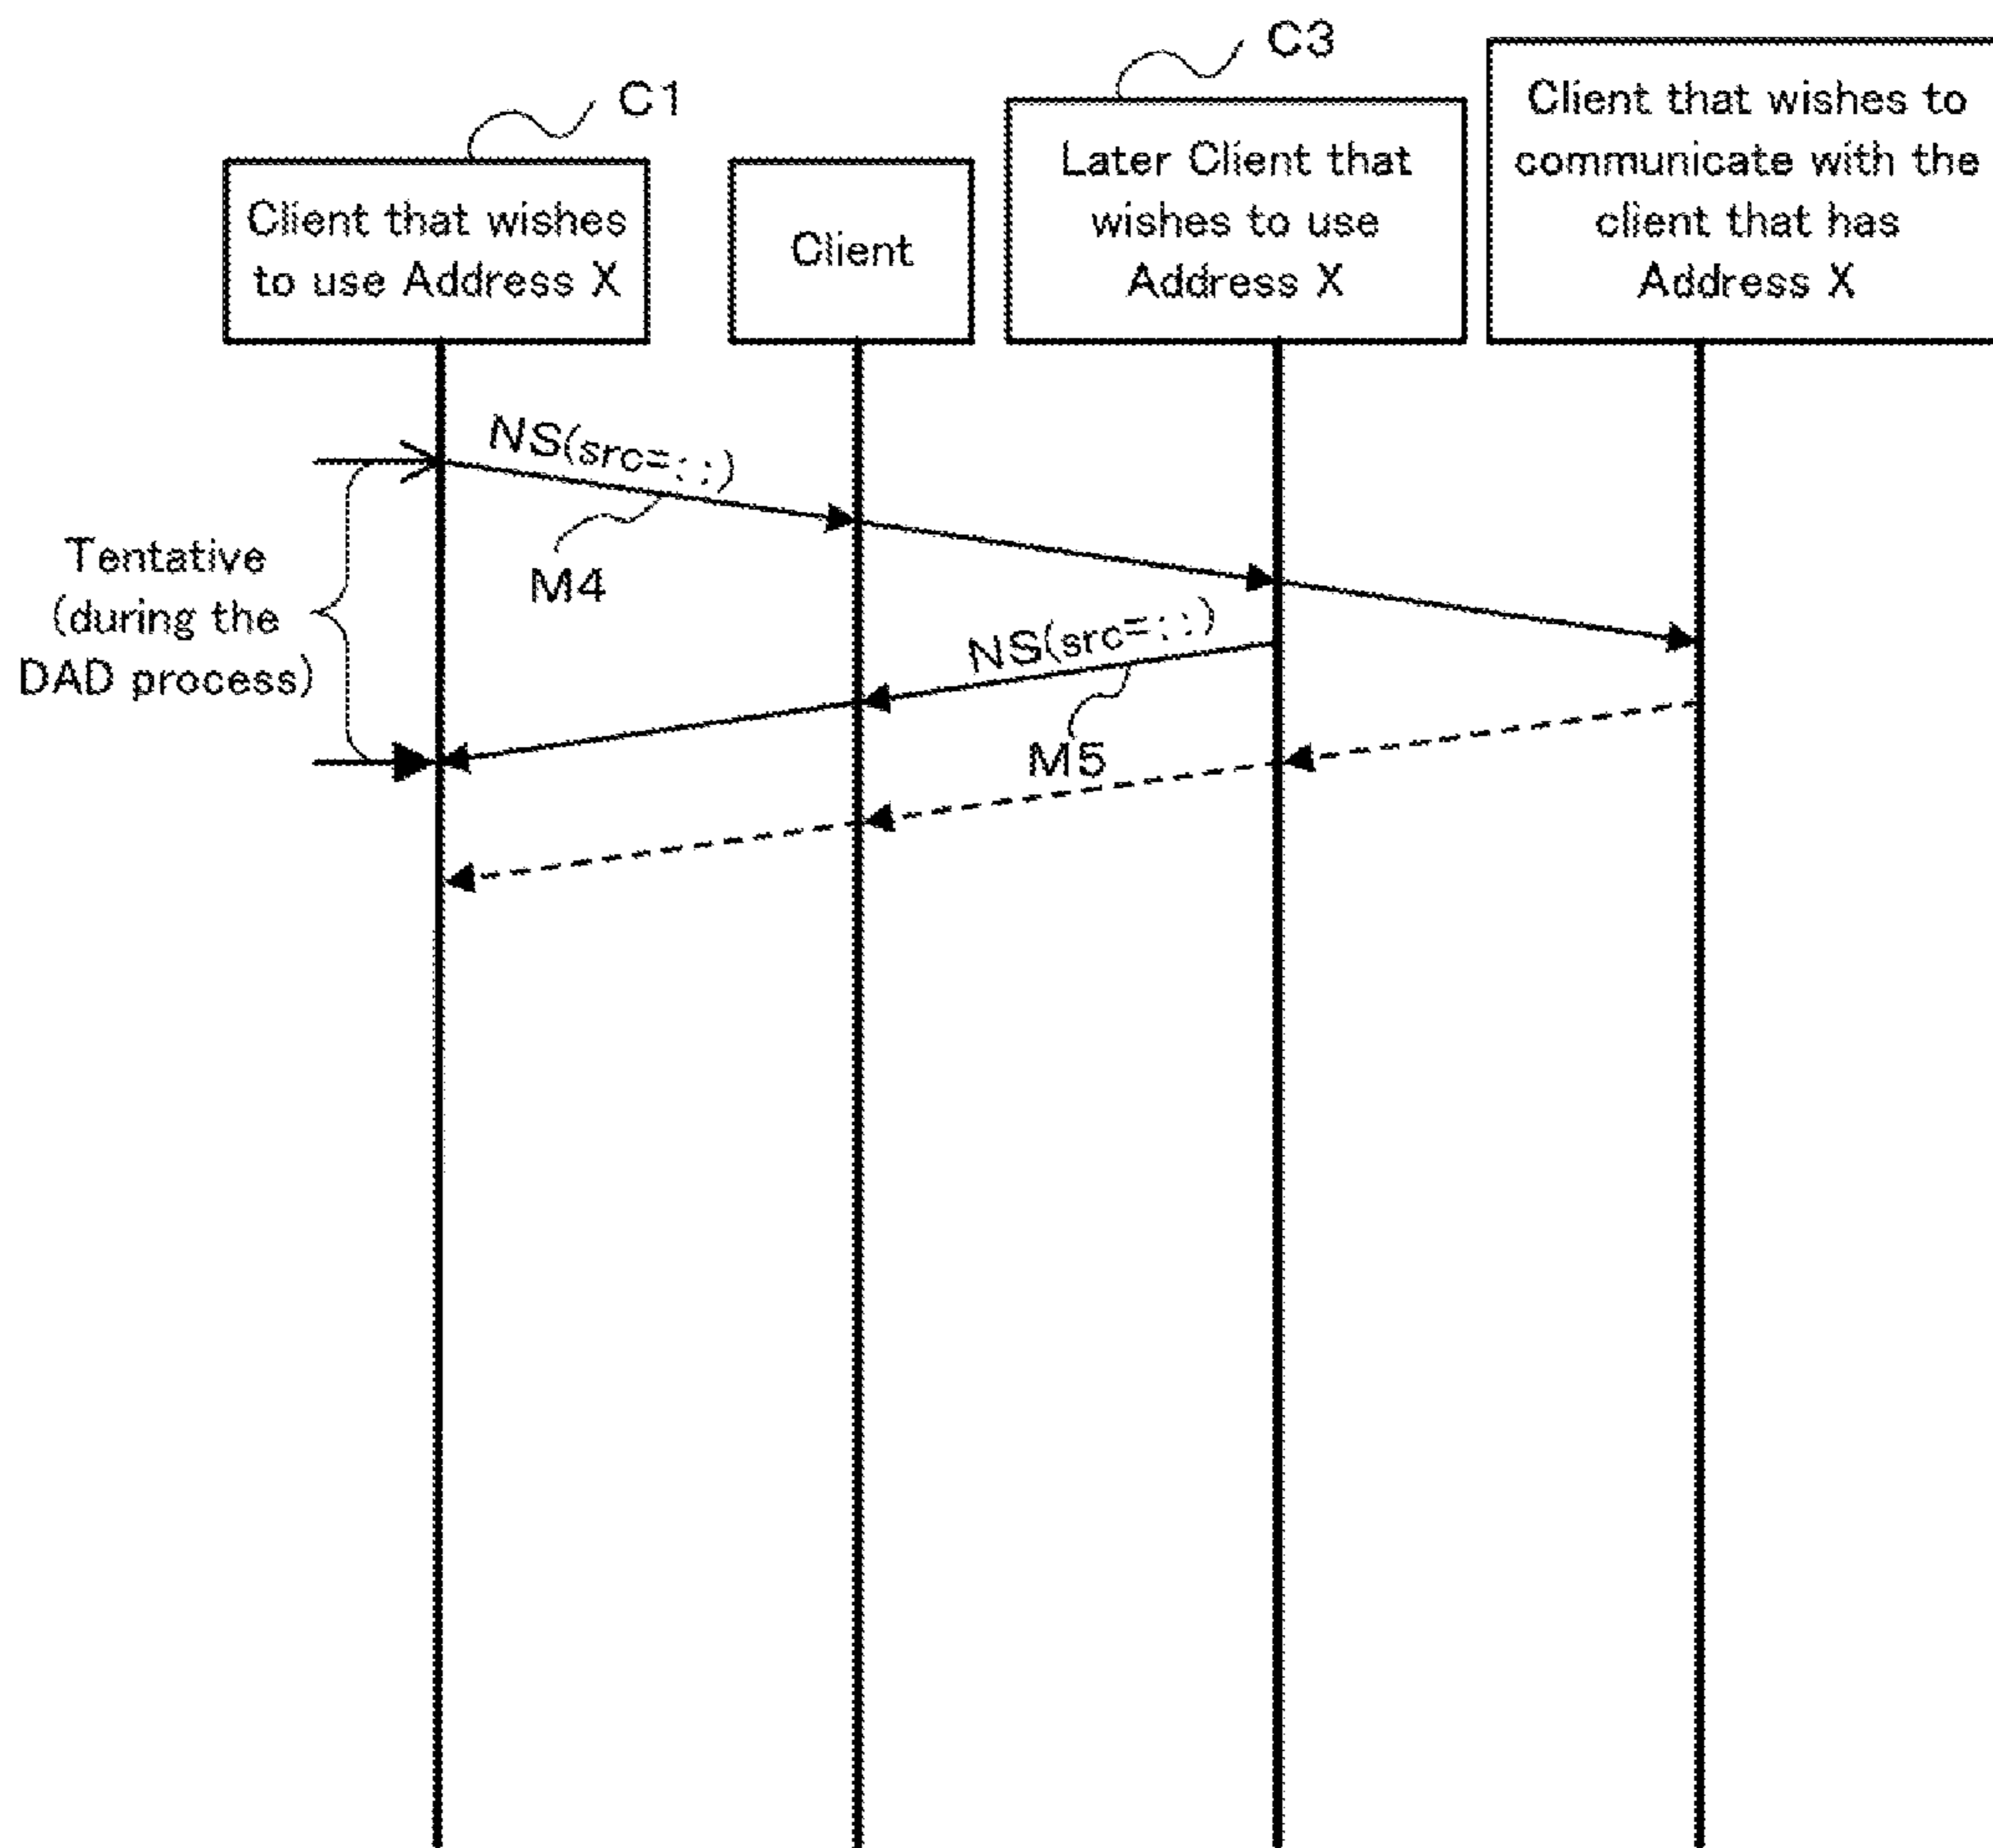 C1
C3
Client that wishes
to use Address X
Client
Later Client that
wishes to use
Address X
Client that wishes to
communicate with the
client that has
Address X
NS(src=::)
M4
Tentative
(during the
DAD process)
NS(src=::)
M5